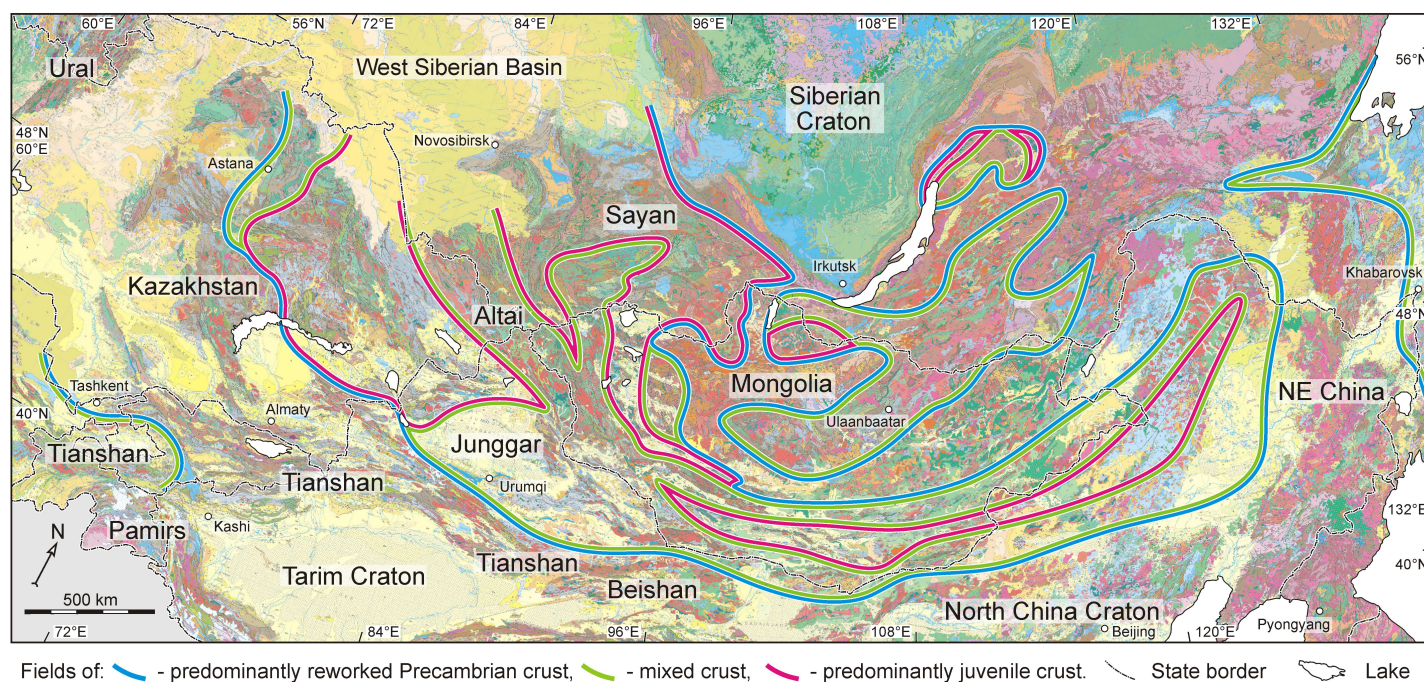 60°E 56°N 72°E 84°E 96°E 108°E 120°E 132°E
Ural
West Siberian Basin
56°N
Siberian
Craton
48°N
60°E
Novosibirsk
Astana
Sayan
Irkutsk
Khabarovsk
Kazakhstan
48°N
Altai
Mongolia
NE China
Tashkent
40°N
Almaty
Ulaanbaatar
Junggar
Tianshan
Tianshan
Urumqi
132°E
Pamirs
Kashi
N
Tianshan
40°N
Tarim Craton
Beishan
500 km
North China Craton
Pyongyang
Beijing
72°E 84°E 96°E 108°E 120°E
Fields of: - predominantly reworked Precambrian crust, - mixed crust, - predominantly juvenile crust. State border Lake